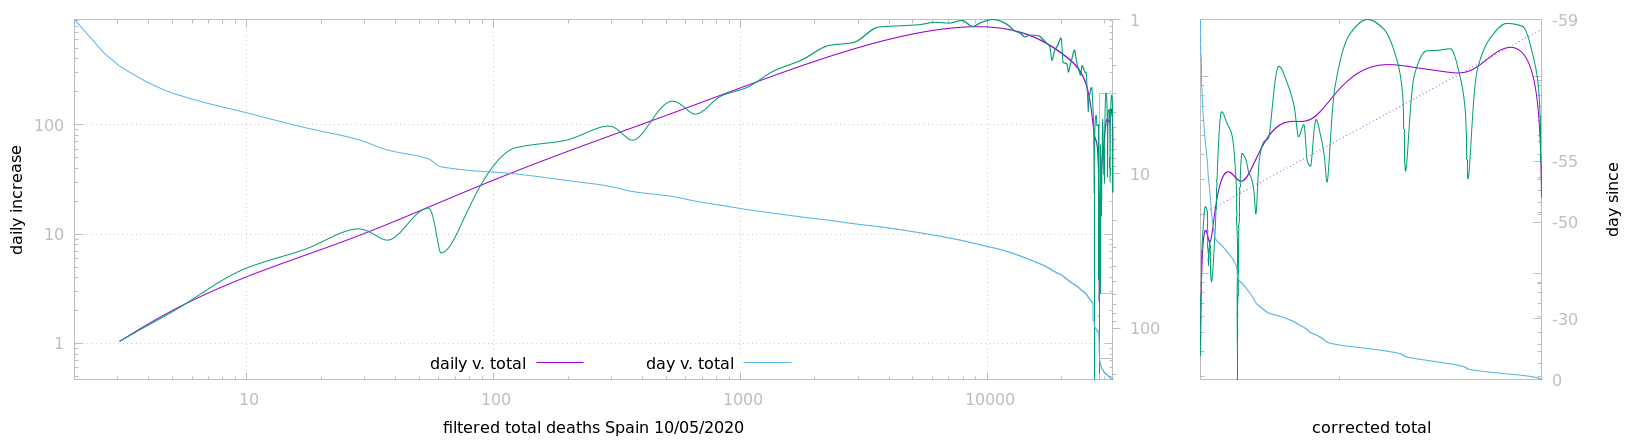 daily increase
100
10
1
10
100
1000
10000
daily v. total
day v. total
1
10
100
filtered total deaths Spain 10/05/2020
-59
-55
-50
-30
0
day since
corrected total